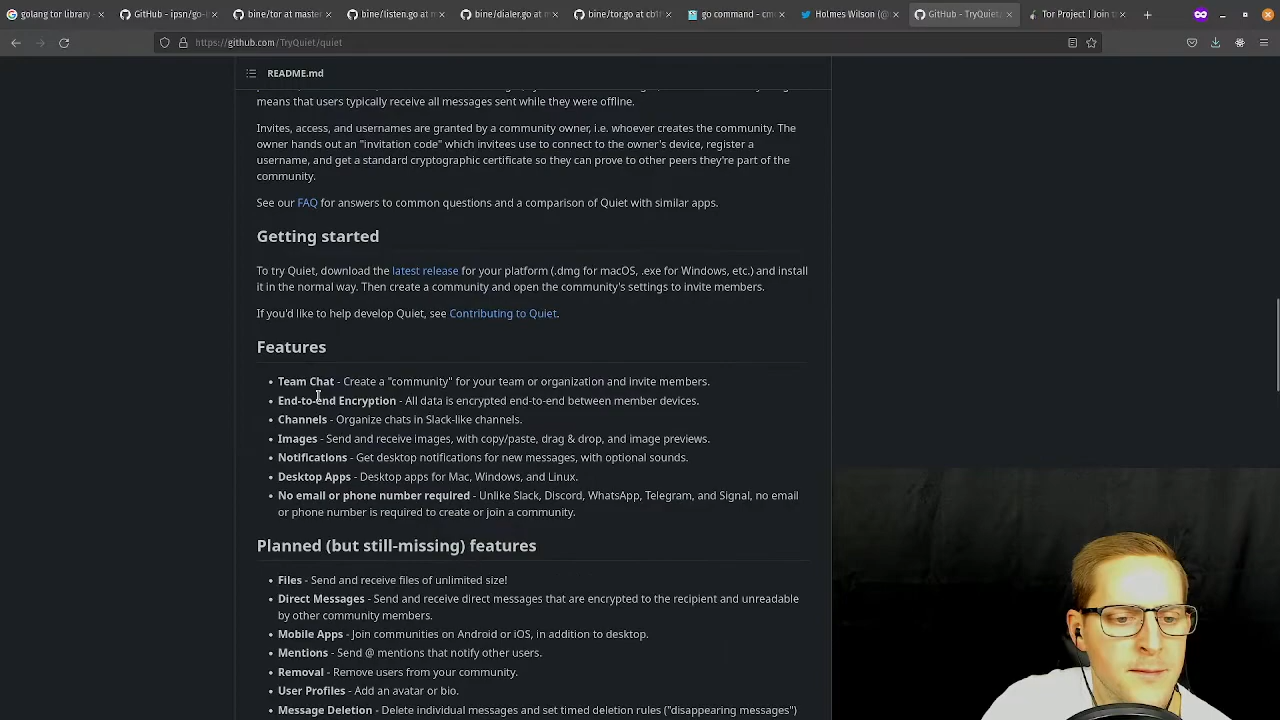 golang tor library
GitHub - ipsn/go-
bine/tor at master
bine/listen.go at m
bine/dialer.go at m
bine/tor.go at
go command -
Holmes Wilson (@
GitHub - TryQuiet
Tor Project | Join t
https://github.com/TryQuiet/quiet
README.md
means that users typically receive all messages sent while they were offline.
Invites, access, and usernames are granted by a community owner, i.e. whoever creates the community. The
owner hands out an "invitation code" which invitees use to connect to the owner's device, register a
username, and get a standard cryptographic certificate so they can prove to other peers they're part of the
community.
See our FAQ for answers to common questions and a comparison of Quiet with similar apps.
Getting started
To try Quiet, download the latest release for your platform (.dmg for macOS, .exe for Windows, etc.) and install
it in the normal way. Then create a community and open the community's settings to invite members.
If you'd like to help develop Quiet, see Contributing to Quiet.
Features
• Team Chat - Create a "community" for your team or organization and invite members.
• End-to-end Encryption - All data is encrypted end-to-end between member devices.
• Channels - Organize chats in Slack-like channels.
• Images - Send and receive images, with copy/paste, drag & drop, and image previews.
• Notifications - Get desktop notifications for new messages, with optional sounds.
• Desktop Apps - Desktop apps for Mac, Windows, and Linux.
• No email or phone number required - Unlike Slack, Discord, WhatsApp, Telegram, and Signal, no email
or phone number is required to create or join a community.
Planned (but still-missing) features
• Files - Send and receive files of unlimited size!
• Direct Messages - Send and receive direct messages that are encrypted to the recipient and unreadable
by other community members.
• Mobile Apps - Join communities on Android or iOS, in addition to desktop.
• Mentions - Send @ mentions that notify other users.
• Removal - Remove users from your community.
• User Profiles - Add an avatar or bio.
• Message Deletion - Delete individual messages and set timed deletion rules ("disappearing messages")